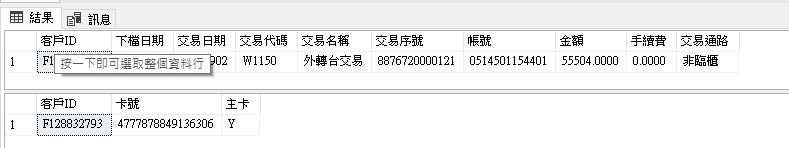 結果 訊息
客戶ID 下檔日期 交易日期 交易代碼 交易名稱 交易序號 帳號 金額 手續費 交易通路
1 F1 902 W1150 外轉台交易 8876720000121 0514501154401 55504.0000 0.0000 非臨櫃
按一下即可選取整個資料行
客戶ID 卡號 主卡
1 F128832793 4777878849136306 Y